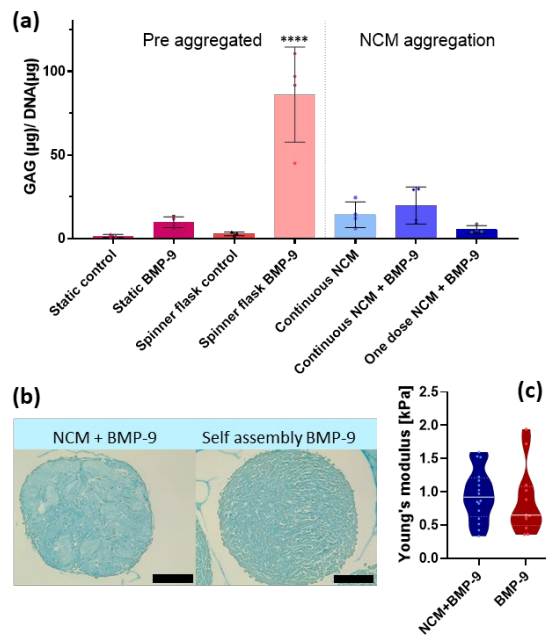 (a)
Pre aggregated
NCM aggregation
****
GAG (µg)/ DNA(µg)
100
50
0
Static control
Static BMP-9
Spinner flask control
Spinner flask BMP-9
Continuous NCM
Continuous NCM + BMP-9
One dose NCM + BMP-9
(b)
NCM + BMP-9
Self assembly BMP-9
(c)
Young's modulus [kPa]
2.5
2.0
1.5
1.0
0.5
0.0
NCM+BMP-9
BMP-9